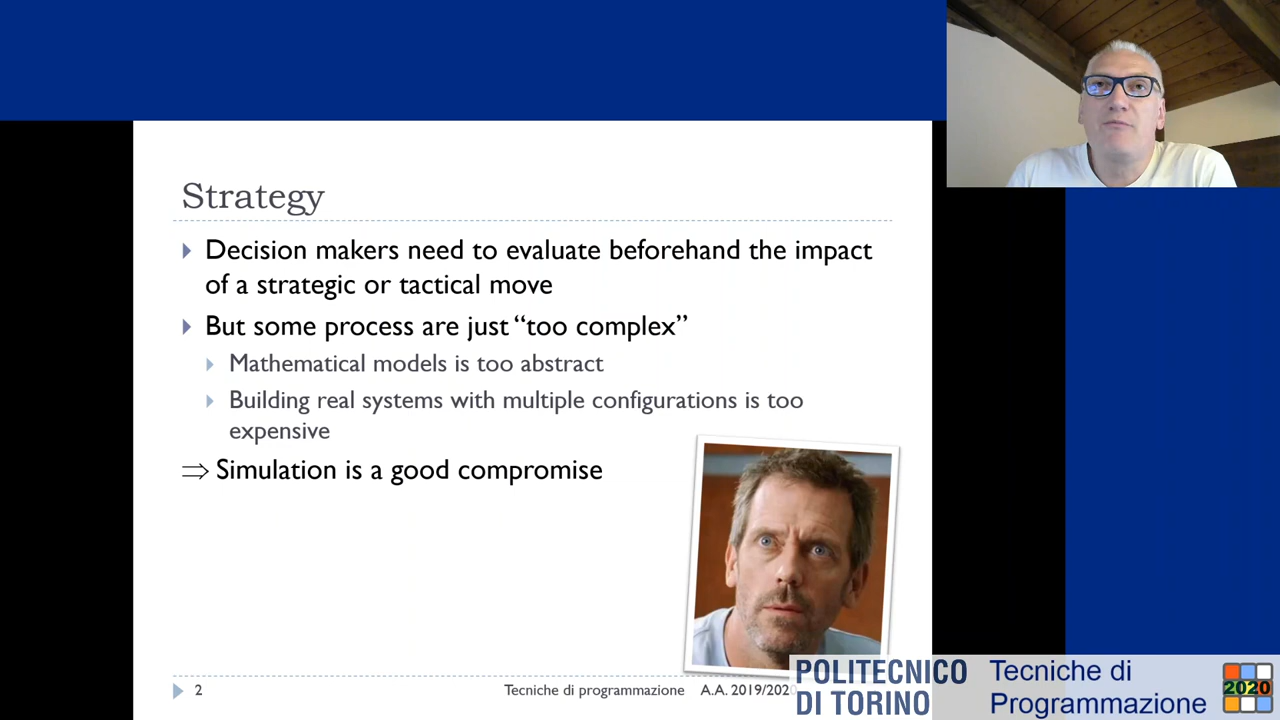 Strategy
Decision makers need to evaluate beforehand the impact
of a strategic or tactical move
But some process are just “too complex”
Mathematical models is too abstract
Building real systems with multiple configurations is too
expensive
⇒ Simulation is a good compromise
2
Tecniche di programmazione A.A. 2019/2020
POLITECNICO
DI TORINO
Tecniche di
Programmazione
2020